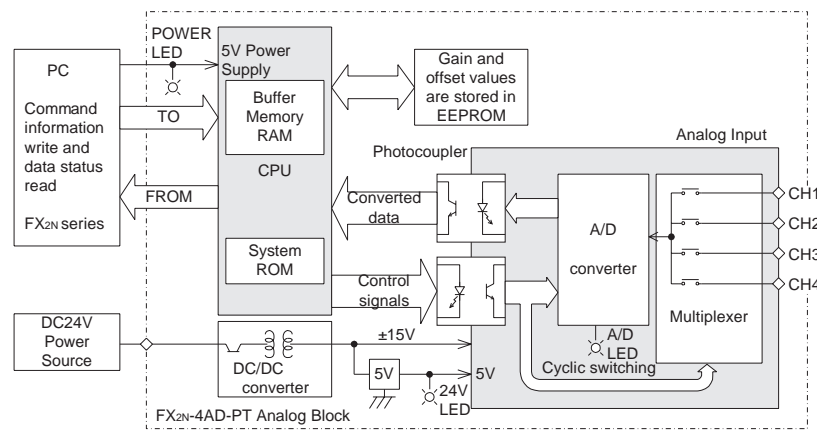 PC
Command
information
write and
data status
read
FX2N series
POWER
LED
TO
FROM
5V Power
Supply
Buffer
Memory
RAM
CPU
System
ROM
Gain and
offset values
are stored in
EEPROM
Photocoupler
Analog Input
Converted
data
Control
signals
A/D
converter
A/D
LED
Multiplexer
Cyclic switching
CH1
CH2
CH3
CH4
DC24V
Power
Source
DC/DC
converter
±15V
5V
5V
24V
LED
FX2N-4AD-PT Analog Block